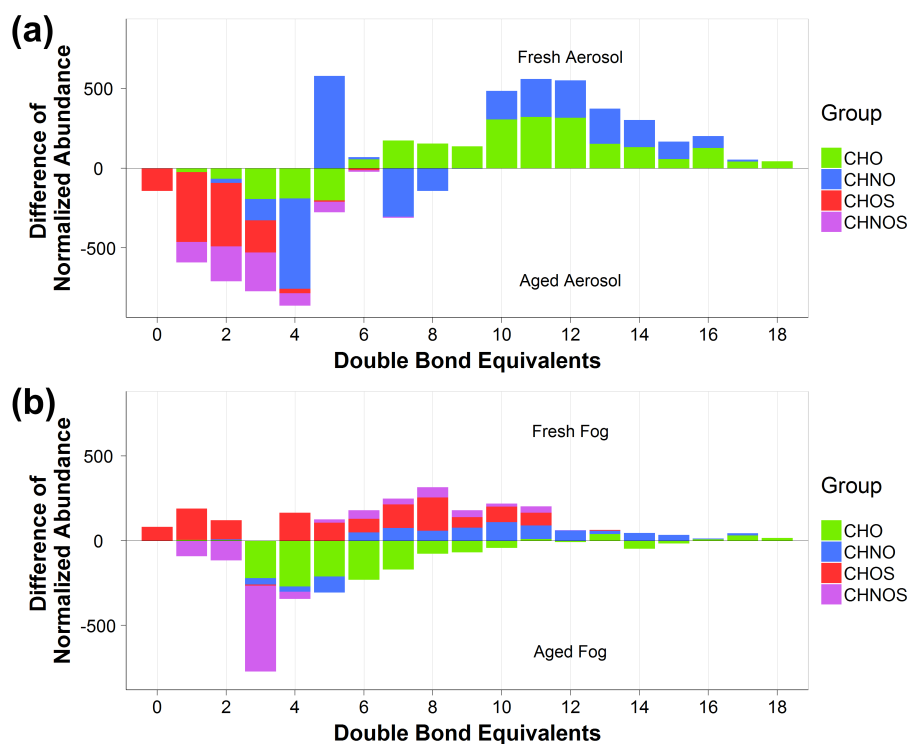 (a)
Difference of
Normalized Abundance
500
0
-500
Fresh Aerosol
Aged Aerosol
0 2 4 6 8 10 12 14 16 18
Double Bond Equivalents
Group
CHO
CHNO
CHOS
CHNOS
(b)
Difference of
Normalized Abundance
500
0
-500
Fresh Fog
Aged Fog
0 2 4 6 8 10 12 14 16 18
Double Bond Equivalents
Group
CHO
CHNO
CHOS
CHNOS